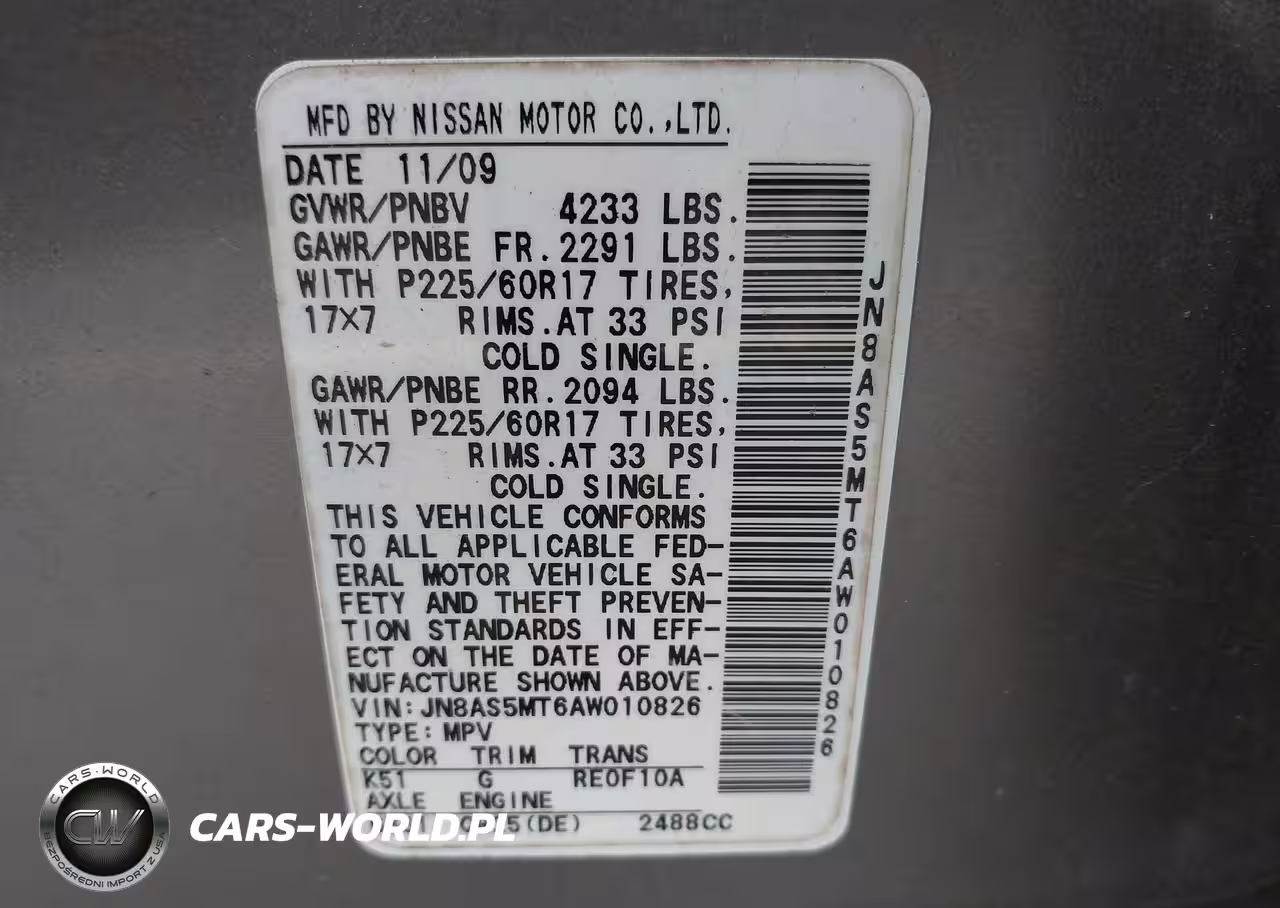 MFD BY NISSAN MOTOR CO.,LTD.
DATE 11/09
GVWR/PNBV 4233 LBS.
GAWR/PNBE FR.2291 LBS.
WITH P225/60R17 TIRES,
17×7 RIMS.AT 33 PSI
COLD SINGLE.
GAWR/PNBE RR.2094 LBS.
WITH P225/60R17 TIRES,
17×7 RIMS.AT 33 PSI
COLD SINGLE.
THIS VEHICLE CONFORMS
TO ALL APPLICABLE FED-
ERAL MOTOR VEHICLE SA-
FETY AND THEFT PREVEN-
TION STANDARDS IN EFF-
ECT ON THE DATE OF MA-
NUFACTURE SHOWN ABOVE.
VIN:JN8AS5MT6AW010826
TYPE:MPV
COLOR TRIM TRANS
K51 G RE0F10A
AXLE ENGINE
(DE) 2488CC
JN8AS5MT6AW010826
CARS-WORLD
CW
BEZPOŚREDNI IMPORT Z USA
CARS-WORLD.PL